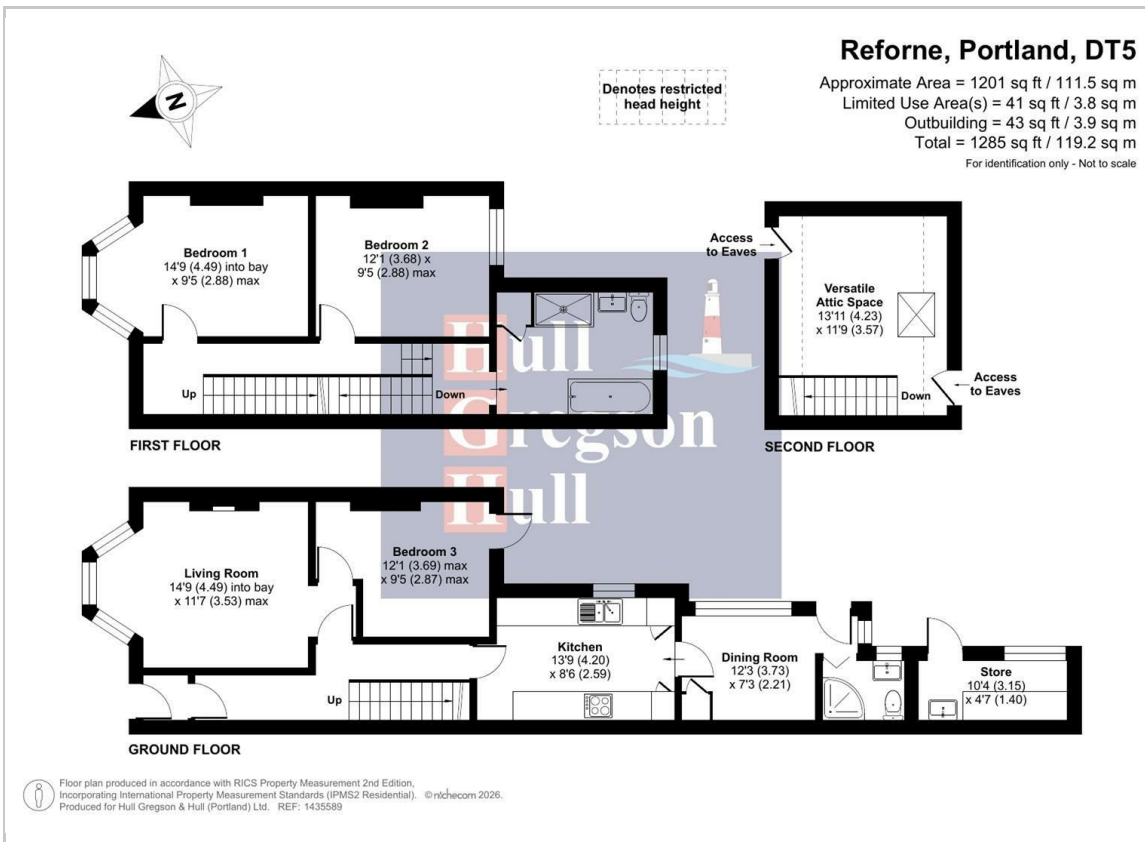 Reforne, Portland, DT5
Approximate Area = 1201 sq ft / 111.5 sq m
Limited Use Area(s) = 41 sq ft / 3.8 sq m
Outbuilding = 43 sq ft / 3.9 sq m
Total = 1285 sq ft / 119.2 sq m
For identification only - Not to scale
N
Denotes restricted
head height
Bedroom 1
14'9 (4.49) into bay
x 9'5 (2.88) max
Bedroom 2
12'1 (3.68) x
9'5 (2.88) max
Up
Down
FIRST FLOOR
Access
to Eaves
Versatile
Attic Space
13'11 (4.23)
x 11'9 (3.57)
Down
Access
to Eaves
SECOND FLOOR
Hull
Gregson
Hull
Living Room
14'9 (4.49) into bay
x 11'7 (3.53) max
Bedroom 3
12'1 (3.69) max
x 9'5 (2.87) max
Kitchen
13'9 (4.20)
x 8'6 (2.59)
Dining Room
12'3 (3.73)
x 7'3 (2.21)
Store
10'4 (3.15)
x 4'7 (1.40)
Up
GROUND FLOOR
Floor plan produced in accordance with RICS Property Measurement 2nd Edition,
Incorporating International Property Measurement Standards (IPMS2 Residential). © nichecom 2026.
Produced for Hull Gregson & Hull (Portland) Ltd. REF: 1435589